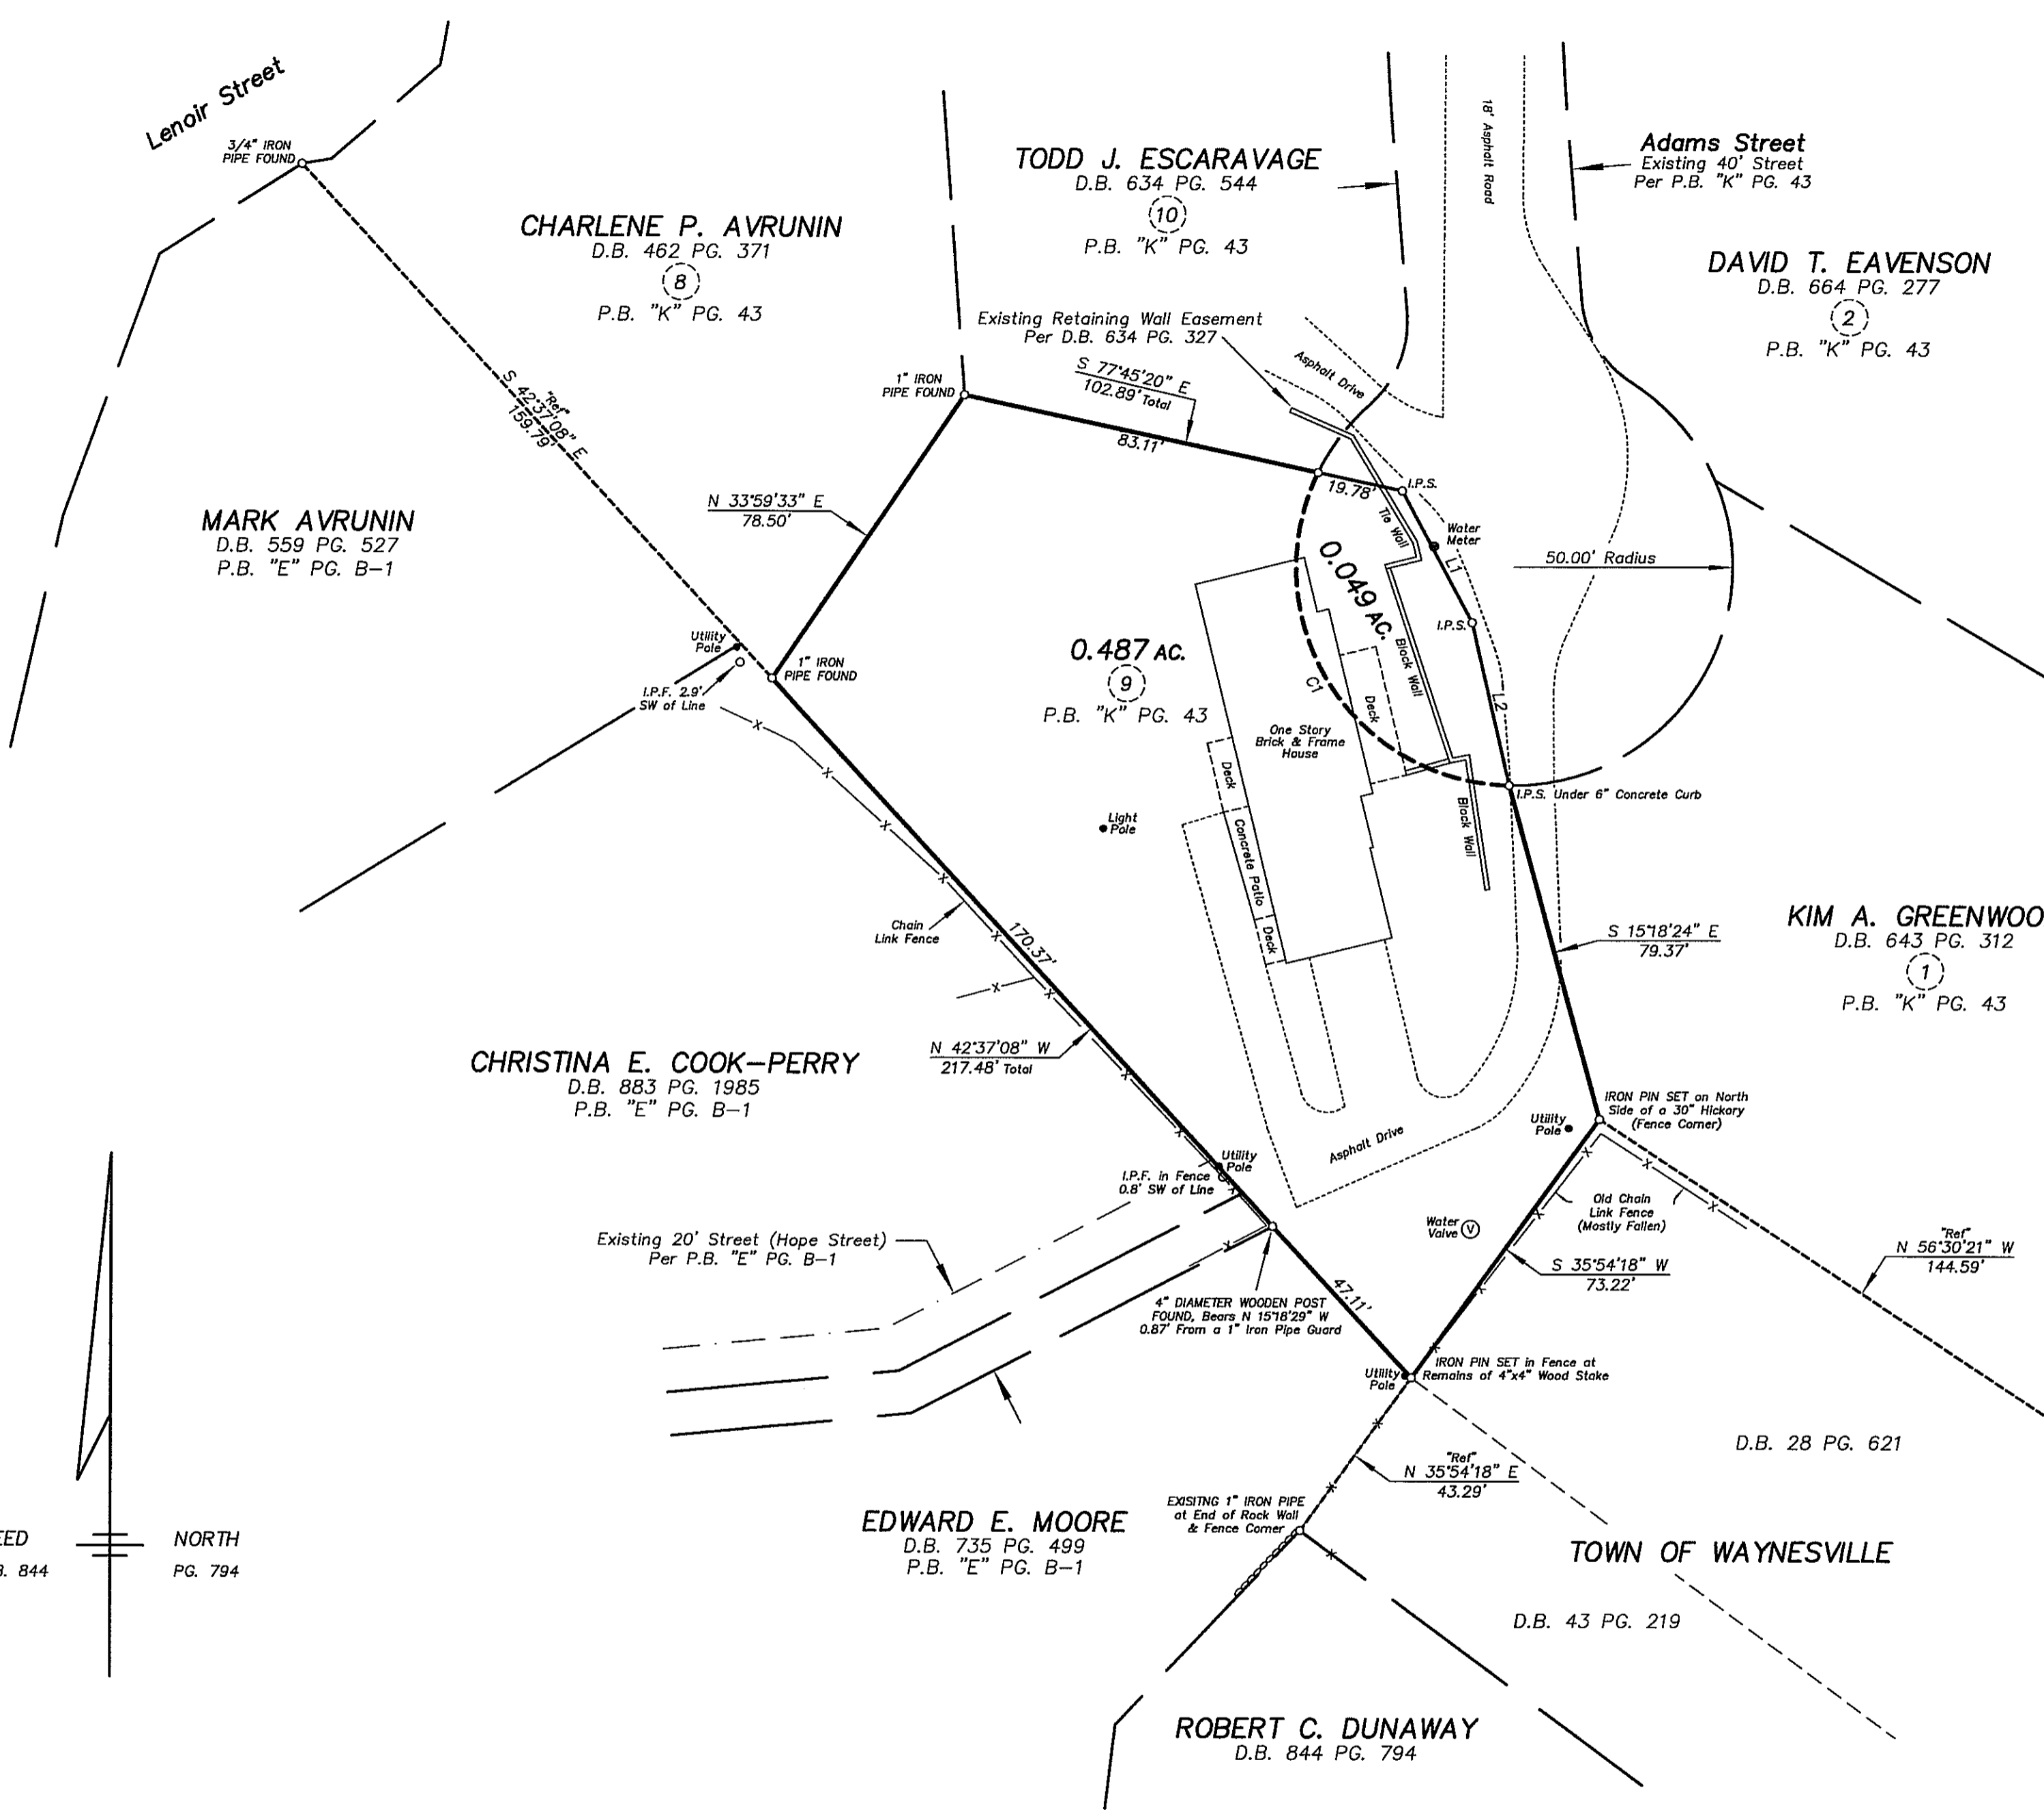 Lenoir Street
3/4" IRON
PIPE FOUND
CHARLENE P. AVRUNIN
D.B. 462 PG. 371
8
P.B. "K" PG. 43
TODD J. ESCARAVAGE
D.B. 634 PG. 544
10
P.B. "K" PG. 43
18' Asphalt Road
Adams Street
Existing 40' Street
Per P.B. "K" PG. 43
DAVID T. EAVENSON
D.B. 664 PG. 277
2
P.B. "K" PG. 43
Existing Retaining Wall Easement
Per D.B. 634 PG. 327
Asphalt Drive
S 77°45'20" E
102.89' Total
83.11'
19.78'
I.P.S.
1" IRON
PIPE FOUND
"Ref"
S 42°37'08" E
159.79'
N 33°59'33" E
78.50'
MARK AVRUNIN
D.B. 559 PG. 527
P.B. "E" PG. B-1
Tie Wall
Water
Meter
L1
50.00' Radius
0.049 AC.
I.P.S.
Block Wall
L2
Utility
Pole
1" IRON
PIPE FOUND
I.P.F. 2.9'
SW of Line
0.487 AC.
9
P.B. "K" PG. 43
C1
Deck
One Story
Brick & Frame
House
Deck
I.P.S. Under 6" Concrete Curb
Light
Pole
Concrete Patio
Block Wall
Deck
Chain
Link Fence
170.37'
S 15°18'24" E
79.37'
KIM A. GREENWOO
D.B. 643 PG. 312
1
P.B. "K" PG. 43
N 42°37'08" W
217.48' Total
CHRISTINA E. COOK-PERRY
D.B. 883 PG. 1985
P.B. "E" PG. B-1
IRON PIN SET on North
Side of a 30" Hickory
(Fence Corner)
Utility
Pole
Asphalt Drive
Utility
Pole
I.P.F. in Fence
0.8' SW of Line
Old Chain
Link Fence
(Mostly Fallen)
Water
Valve V
Existing 20' Street (Hope Street)
Per P.B. "E" PG. B-1
"Ref"
N 56°30'21" W
144.59'
S 35°54'18" W
73.22'
47.11'
4" DIAMETER WOODEN POST
FOUND, Bears N 15°18'29" W
0.87' From a 1" Iron Pipe Guard
IRON PIN SET in Fence at
Remains of 4"x4" Wood Stake
Utility
Pole
D.B. 28 PG. 621
"Ref"
N 35°54'18" E
43.29'
EXISITNG 1" IRON PIPE
at End of Rock Wall
& Fence Corner
EDWARD E. MOORE
D.B. 735 PG. 499
P.B. "E" PG. B-1
EED NORTH
B. 844 PG. 794
TOWN OF WAYNESVILLE
D.B. 43 PG. 219
ROBERT C. DUNAWAY
D.B. 844 PG. 794